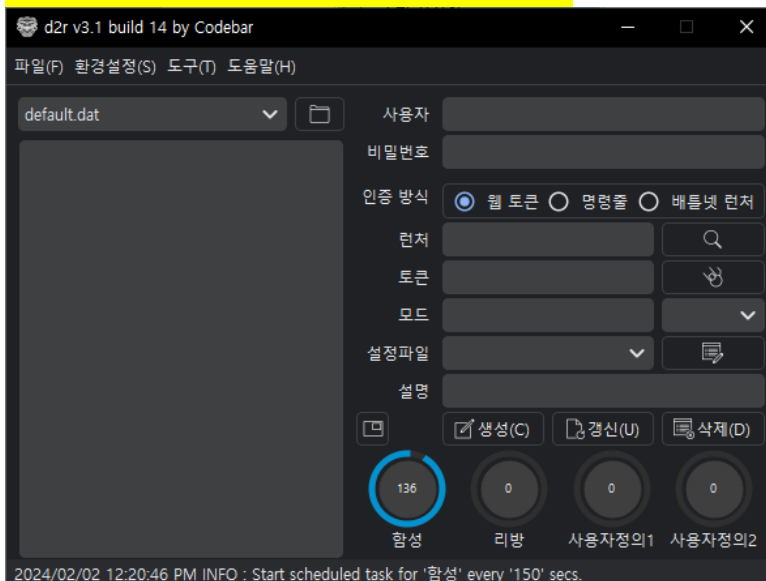 d2r v3.1 build 14 by Codebar
파일(F) 환경설정(S) 도구(T) 도움말(H)
default.dat
사용자
비밀번호
인증 방식 웹 토큰 명령줄 배틀넷 런처
런처
토큰
모드
설정파일
설명
생성(C) 갱신(U) 삭제(D)
136 0 0 0
함성 리방 사용자정의1 사용자정의2
2024/02/02 12:20:46 PM INFO : Start scheduled task for '함성' every '150' secs.